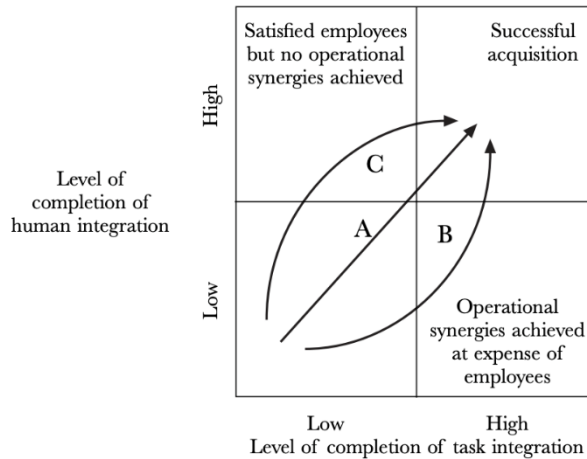 Satisfied employees
but no operational
synergies achieved
Successful
acquisition
High
C
Level of
completion of
human integration
A
B
Low
Operational
synergies achieved
at expense of
employees
Low
High
Level of completion of task integration